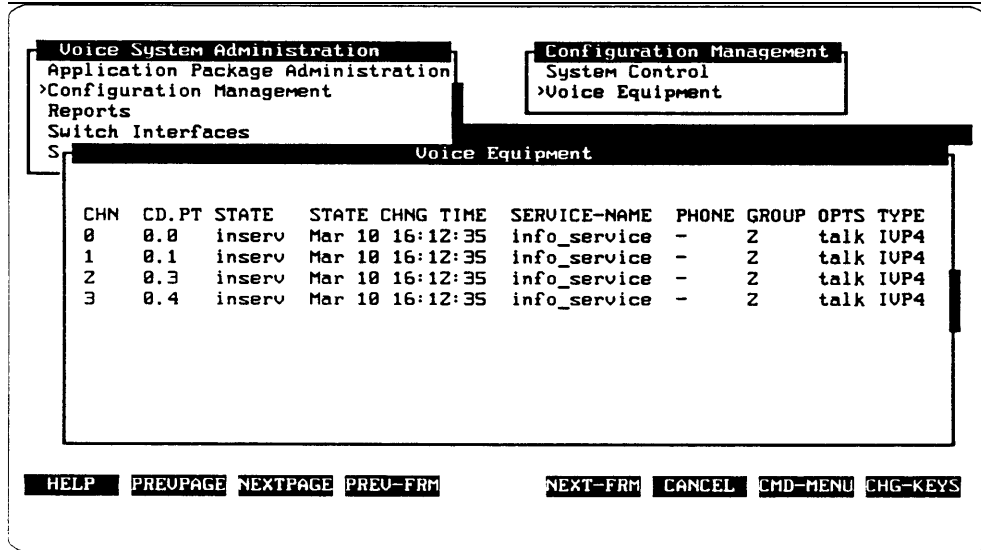 Voice System Administration
Application Package Administration
>Configuration Management
Reports
Switch Interfaces
S
Configuration Management
System Control
>Voice Equipment
Voice Equipment
CHN CD.PT STATE STATE CHNG TIME SERVICE-NAME PHONE GROUP OPTS TYPE
0 0.0 inserv Mar 10 16:12:35 info_service - 2 talk IVP4
1 0.1 inserv Mar 10 16:12:35 info_service - 2 talk IVP4
2 0.3 inserv Mar 10 16:12:35 info_service - 2 talk IVP4
3 0.4 inserv Mar 10 16:12:35 info_service - 2 talk IVP4
HELP PREVPAGE NEXTPAGE PREV-FRM NEXT-FRM CANCEL CMD-MENU CHG-KEYS